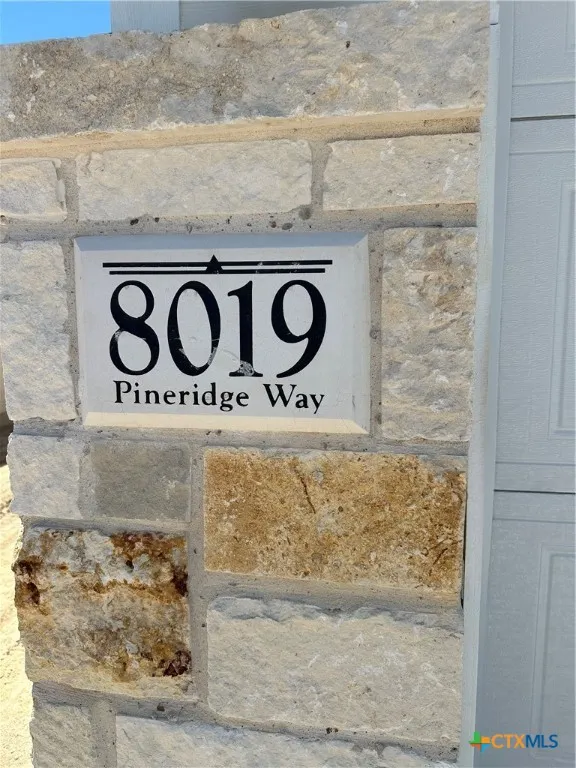 8019
Pineridge Way
CTXMLS